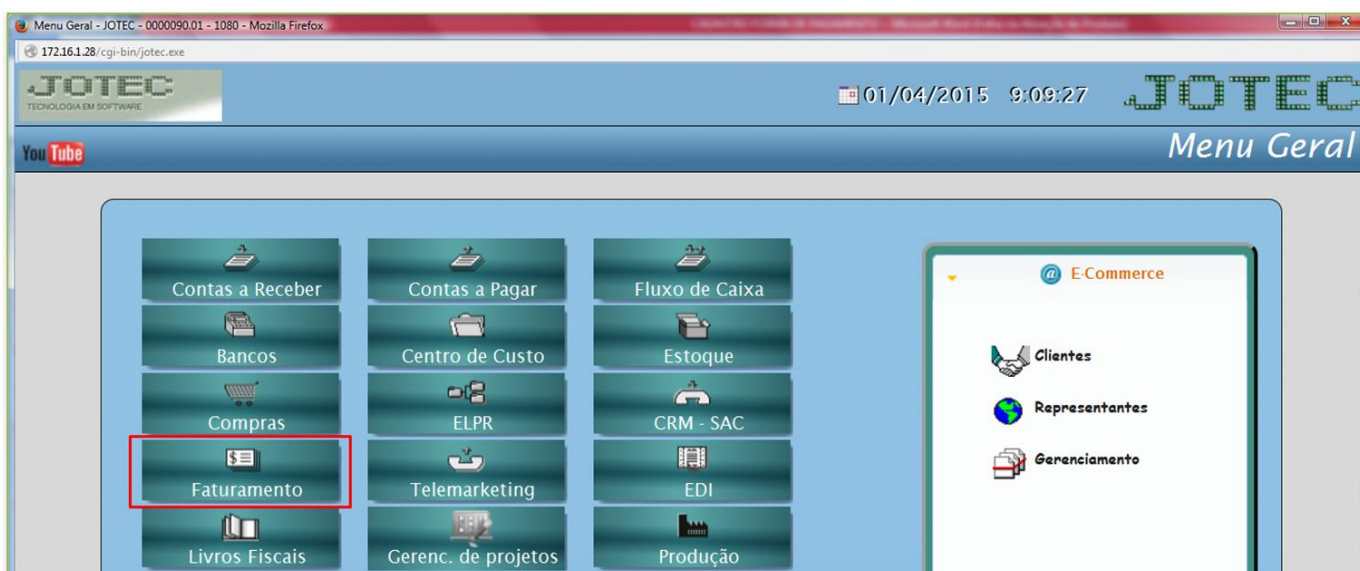 Menu Geral - JOTEC - 0000090.01 - 1080 - Mozilla Firefox
172.16.1.28/cgi-bin/jotec.exe
JOTEC
TECNOLOGIA EM SOFTWARE
01/04/2015 9:09:27
JOTEC
You Tube
Menu Geral
Contas a Receber
Contas a Pagar
Fluxo de Caixa
Bancos
Centro de Custo
Estoque
Compras
ELPR
CRM - SAC
Faturamento
Telemarketing
EDI
Livros Fiscais
Gerenc. de projetos
Produção
@ E-Commerce
Clientes
Representantes
Gerenciamento